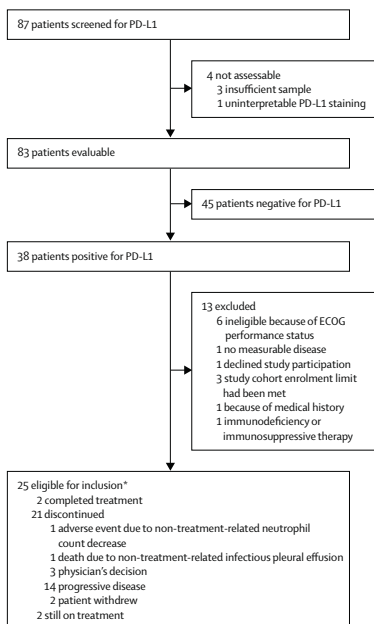 87 patients screened for PD-L1
4 not assessable
3 insufficient sample
1 uninterpretable PD-L1 staining
83 patients evaluable
45 patients negative for PD-L1
38 patients positive for PD-L1
13 excluded
6 ineligible because of ECOG
performance status
1 no measurable disease
1 declined study participation
3 study cohort enrolment limit
had been met
1 because of medical history
1 immunodeficiency or
immunosuppressive therapy
25 eligible for inclusion*
2 completed treatment
21 discontinued
1 adverse event due to non-treatment-related neutrophil
count decrease
1 death due to non-treatment-related infectious pleural effusion
3 physician's decision
14 progressive disease
2 patient withdrew
2 still on treatment